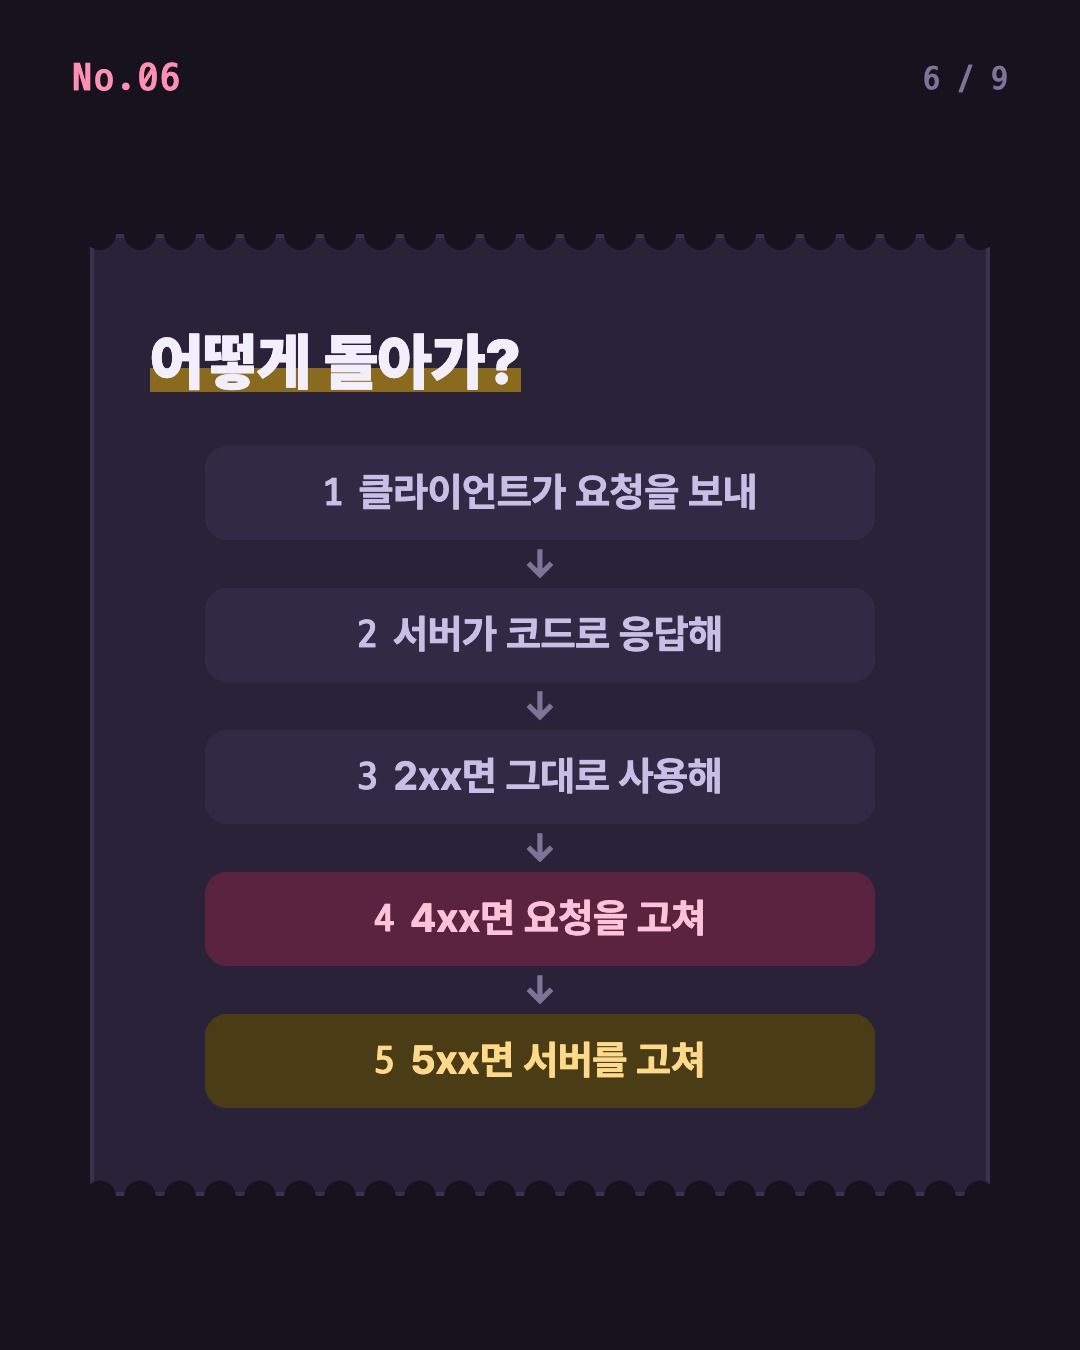 No.06
6 / 9
어떻게 돌아가?
1 클라이언트가 요청을 보내
↓
2 서버가 코드로 응답해
↓
3 2xx면 그대로 사용해
↓
4 4xx면 요청을 고쳐
↓
5 5xx면 서버를 고쳐